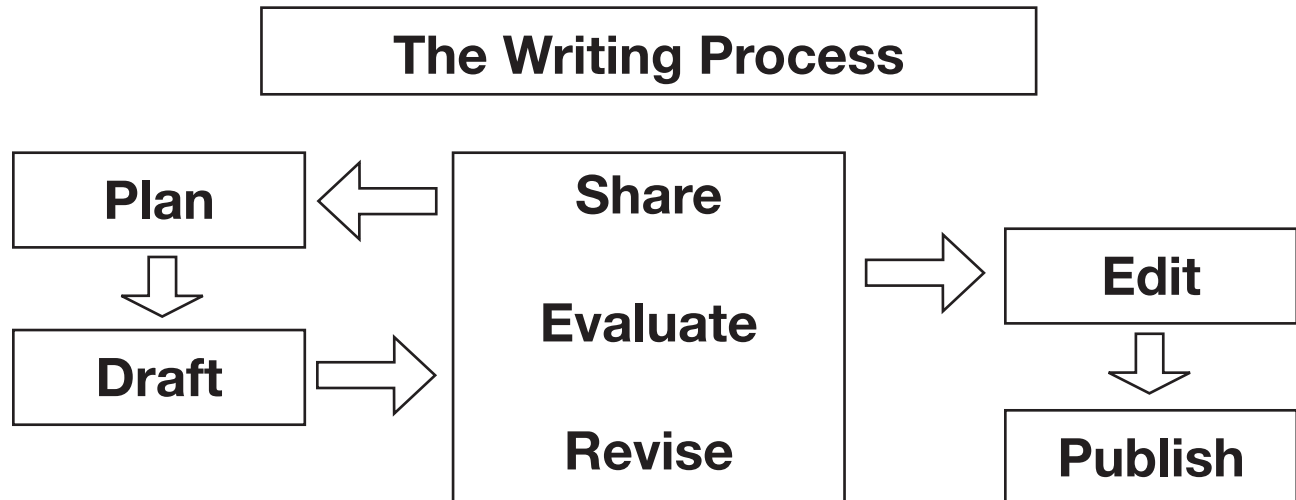 The Writing Process
Plan
Draft
Share
Evaluate
Revise
Edit
Publish